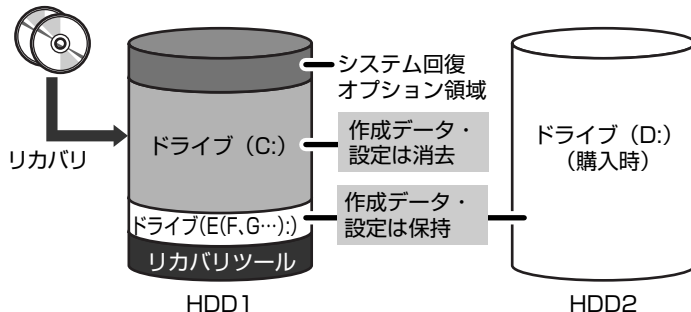 システム回復
オプション領域
リカバリ
ドライブ（C:）
作成データ・
設定は消去
ドライブ（D:）
（購入時）
ドライブ(E(F、G…):)
作成データ・
設定は保持
リカバリツール
HDD1
HDD2